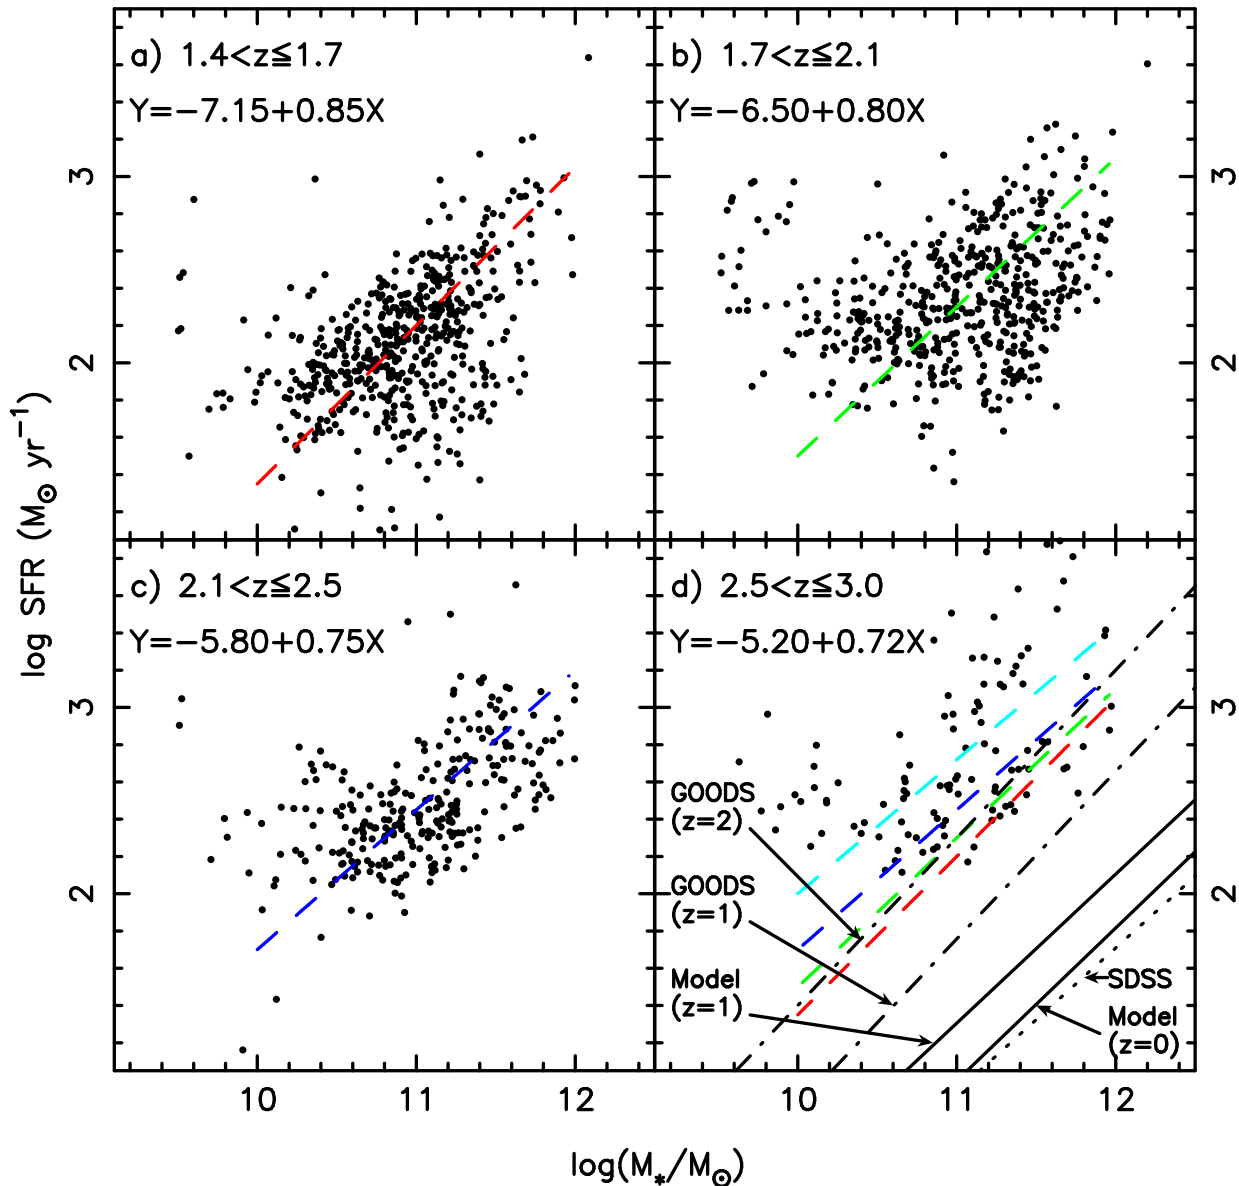 a) 1.4<z≦1.7
Y=−7.15+0.85X
b) 1.7<z≦2.1
Y=−6.50+0.80X
3
3
2
2
c) 2.1<z≦2.5
Y=−5.80+0.75X
d) 2.5<z≦3.0
Y=−5.20+0.72X
3
3
GOODS
(z=2)
GOODS
(z=1)
2
2
Model
(z=1)
SDSS
Model
(z=0)
10 11 12
10 11 12
log SFR (M⊙ yr−1)
log(M*/M⊙)